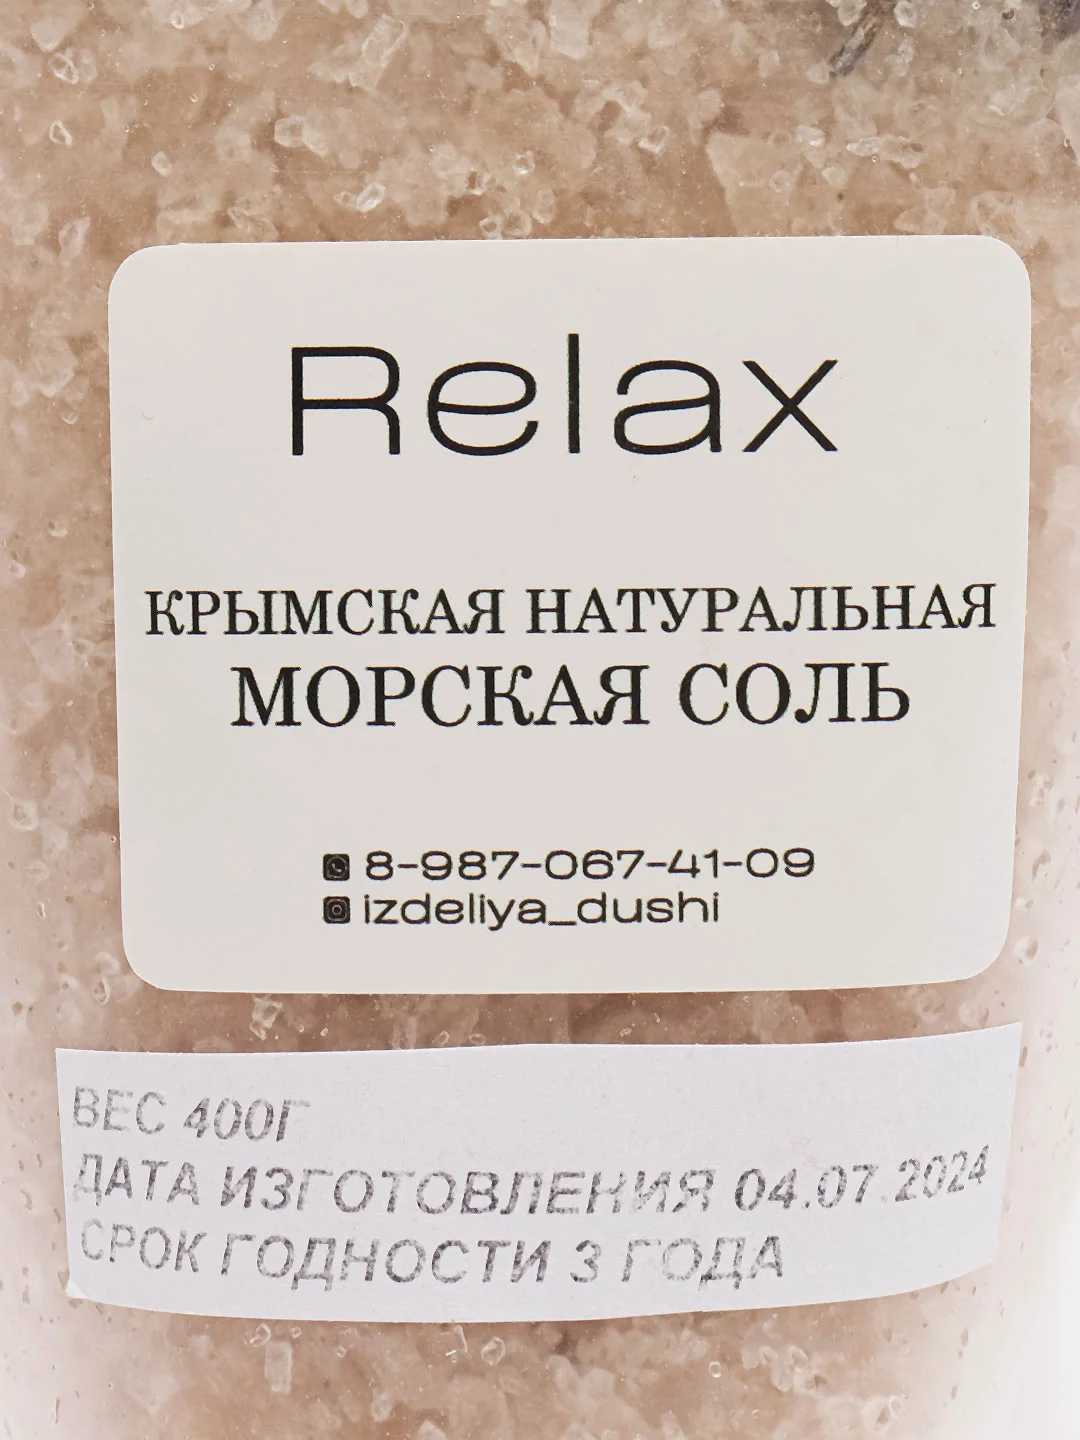 Relax
КРЫМСКАЯ НАТУРАЛЬНАЯ
МОРСКАЯ СОЛЬ
8-987-067-41-09
izdeliya_dushi
ВЕС 400Г
ДАТА ИЗГОТОВЛЕНИЯ 04.07.2024
СРОК ГОДНОСТИ 3 ГОДА